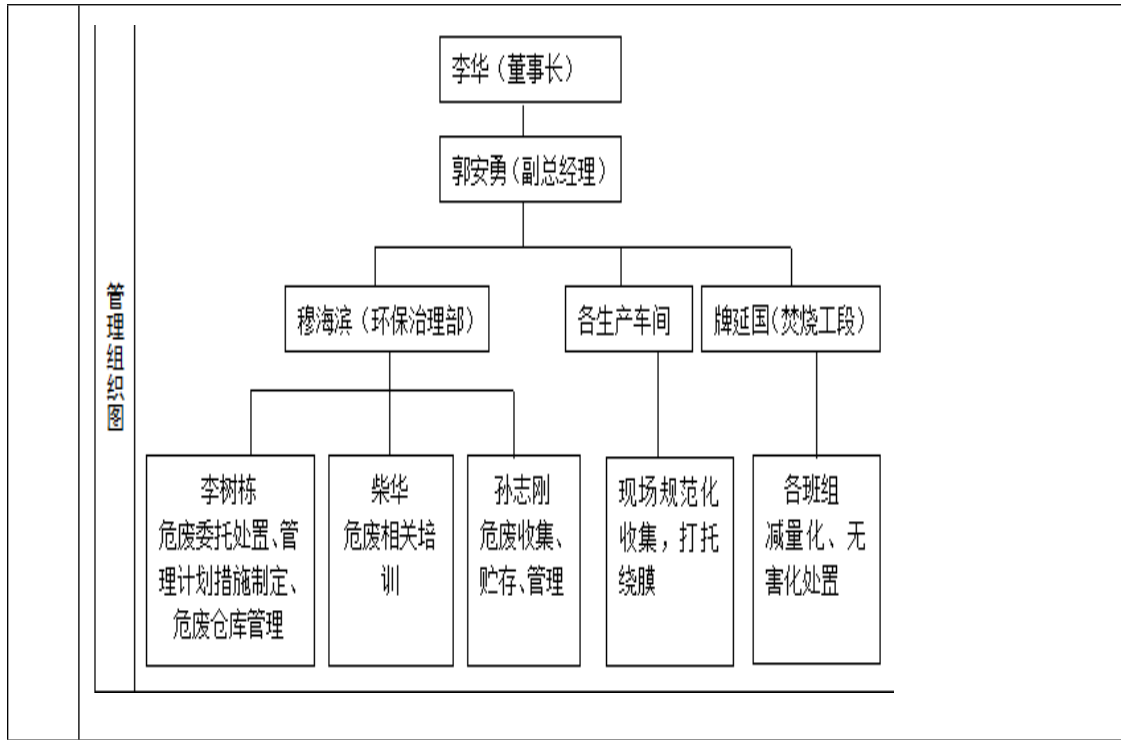 管理组织图
李华（董事长）
郭安勇（副总经理）
穆海滨（环保治理部）
各生产车间
牌延国（焚烧工段）
李树栋
危废委托处置、管
理计划措施制定、
危废仓库管理
柴华
危废相关培
训
孙志刚
危废收集、
贮存、管理
现场规范化
收集，打托
绕膜
各班组
减量化、无
害化处置